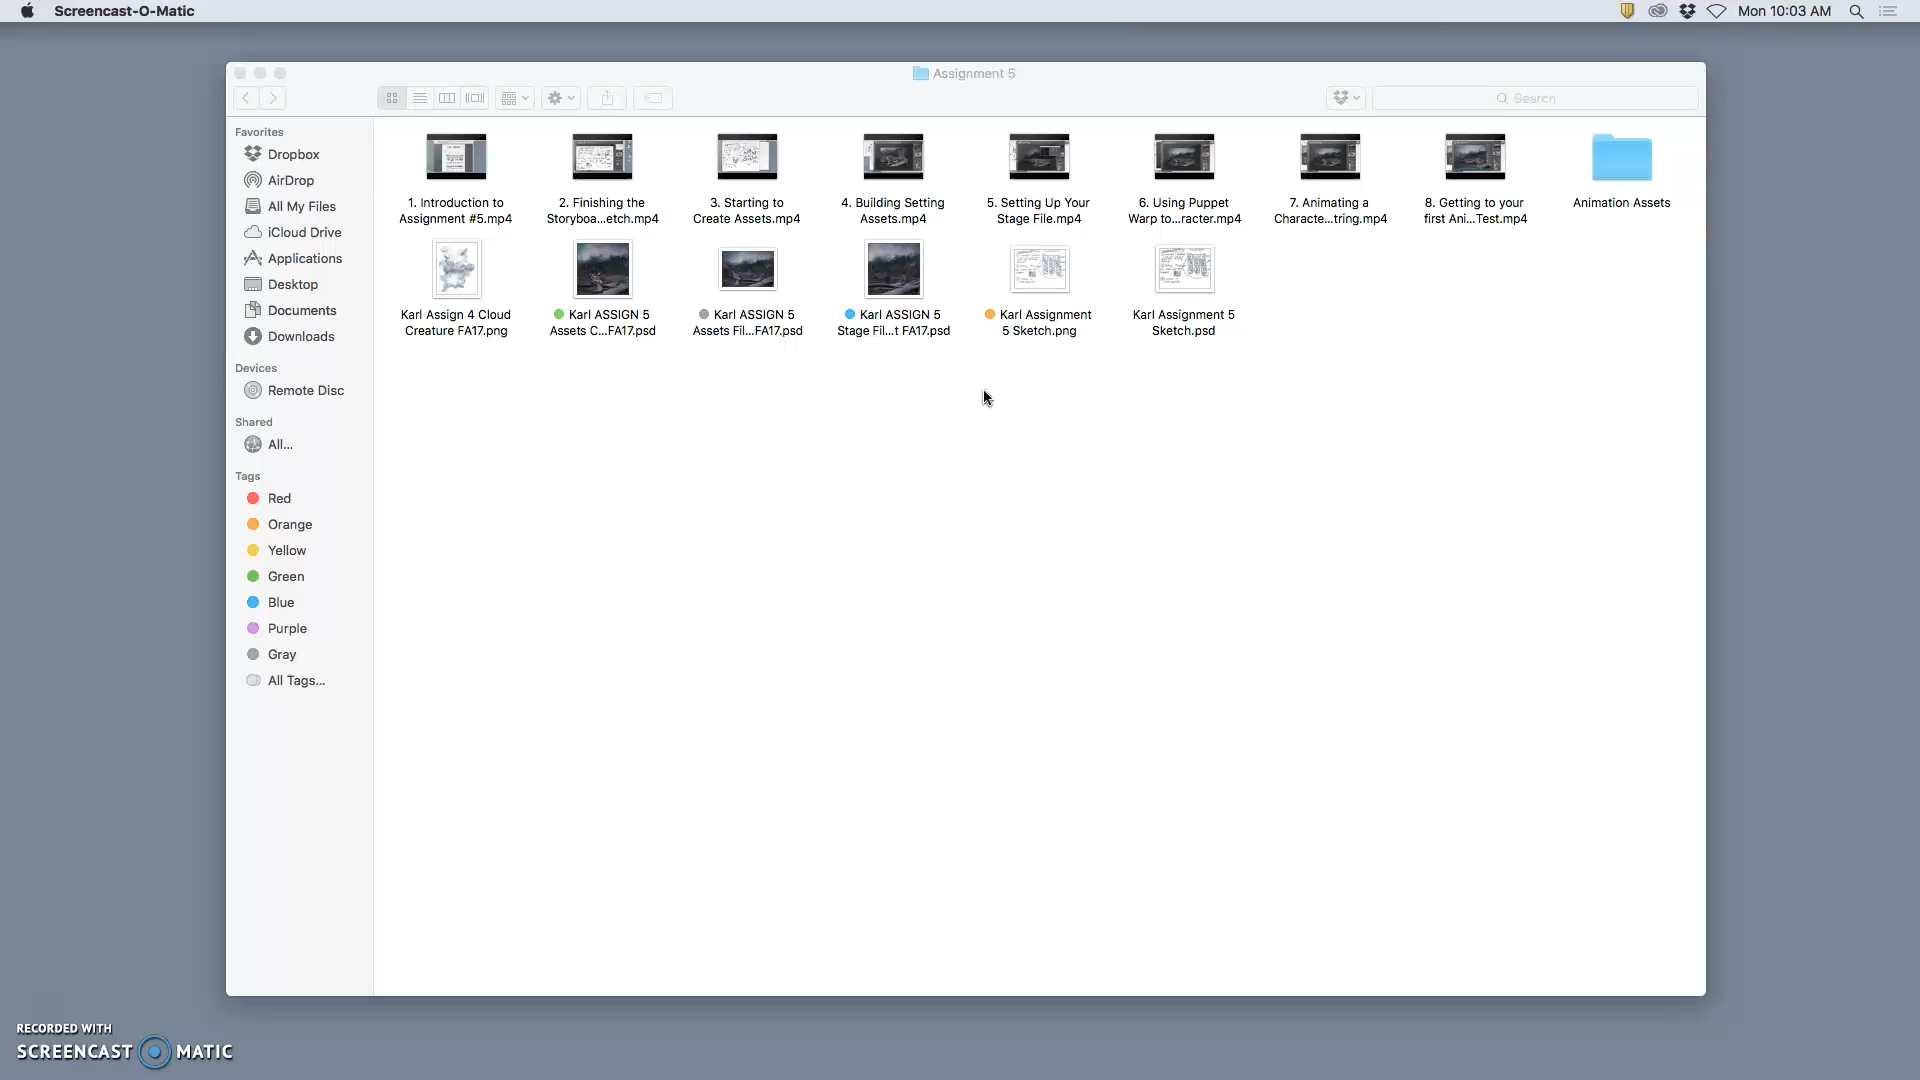 Screencast-O-Matic
Mon 10:03 AM
Assignment 5
Search
Favorites
Dropbox
AirDrop
All My Files
iCloud Drive
Applications
Desktop
Documents
Downloads
Devices
Remote Disc
Shared
All...
Tags
Red
Orange
Yellow
Green
Blue
Purple
Gray
All Tags...
1. Introduction to
Assignment #5.mp4
2. Finishing the
Storyboa...etch.mp4
3. Starting to
Create Assets.mp4
4. Building Setting
Assets.mp4
5. Setting Up Your
Stage File.mp4
6. Using Puppet
Warp to...racter.mp4
7. Animating a
Characte...tring.mp4
8. Getting to your
first Ani...Test.mp4
Animation Assets
Karl Assign 4 Cloud
Creature FA17.png
Karl ASSIGN 5
Assets C...FA17.psd
Karl ASSIGN 5
Assets Fil...FA17.psd
Karl ASSIGN 5
Stage Fil...t FA17.psd
Karl Assignment
5 Sketch.png
Karl Assignment 5
Sketch.psd
RECORDED WITH
SCREENCAST MATIC